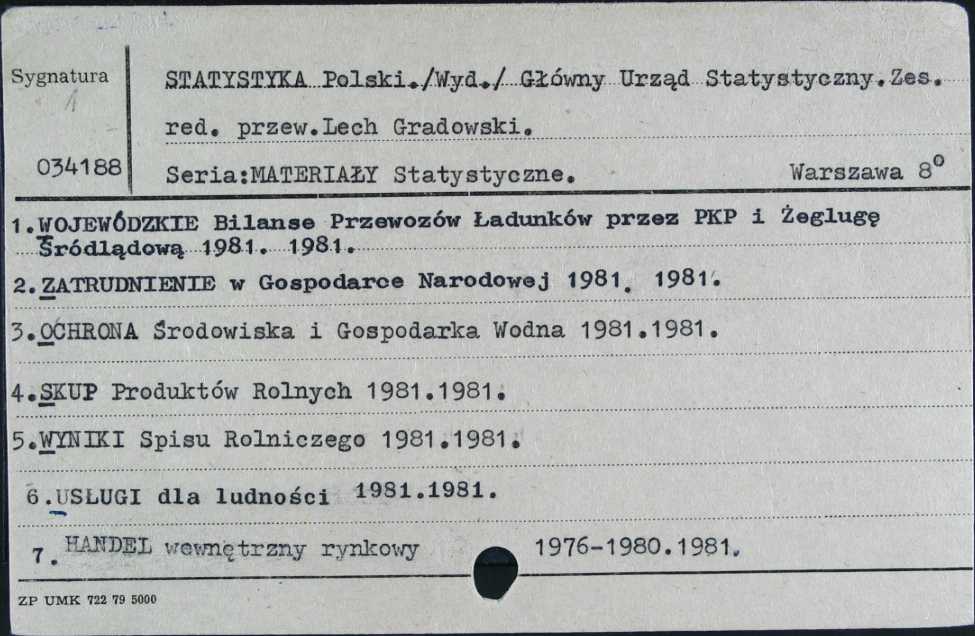 Sygnatura
1
034188
STATYSTYKA Polski./Wyd./ Główny Urząd Statystyczny.Zes.
red. przew.Lech Gradowski.
Seria:MATERIAŁY Statystyczne. Warszawa 8⁰
1.WOJEWÓDZKIE Bilanse Przewozów Ładunków przez PKP i Żeglugę
Śródlądową 1981. 1981.
2.ZATRUDNIENIE w Gospodarce Narodowej 1981. 1981.
3.OCHRONA Środowiska i Gospodarka Wodna 1981.1981.
4.SKUP Produktów Rolnych 1981.1981.
5.WYNIKI Spisu Rolniczego 1981.1981.
6.USŁUGI dla ludności 1981.1981.
7. HANDEL wewnętrzny rynkowy 1976-1980.1981.
ZP UMK 722 79 5000